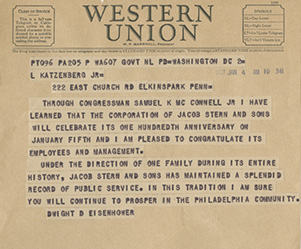 WESTERN
UNION
PT096 PA205 P WA607 GOVT NL PD=WASHINGTON DC 2=
L KATZENBERG JR=
222 EAST CHURCH RD ELKINSPARK PENN=
THROUGH CONGRESSMAN SAMUEL K MC CONNELL JR I HAVE
LEARNED THAT THE CORPORATION OF JACOB STERN AND SONS
WILL CELEBRATE ITS ONE HUNDREDTH ANNIVERSARY ON
JANUARY FIFTH AND I AM PLEASED TO CONGRATULATE ITS
EMPLOYEES AND MANAGEMENT.
UNDER THE DIRECTION OF ONE FAMILY DURING ITS ENTIRE
HISTORY, JACOB STERN AND SONS HAS MAINTAINED A SPLENDID
RECORD OF PUBLIC SERVICE. IN THIS TRADITION I AM SURE
YOU WILL CONTINUE TO PROSPER IN THE PHILADELPHIA COMMUNITY.
DWIGHT D EISENHOWER